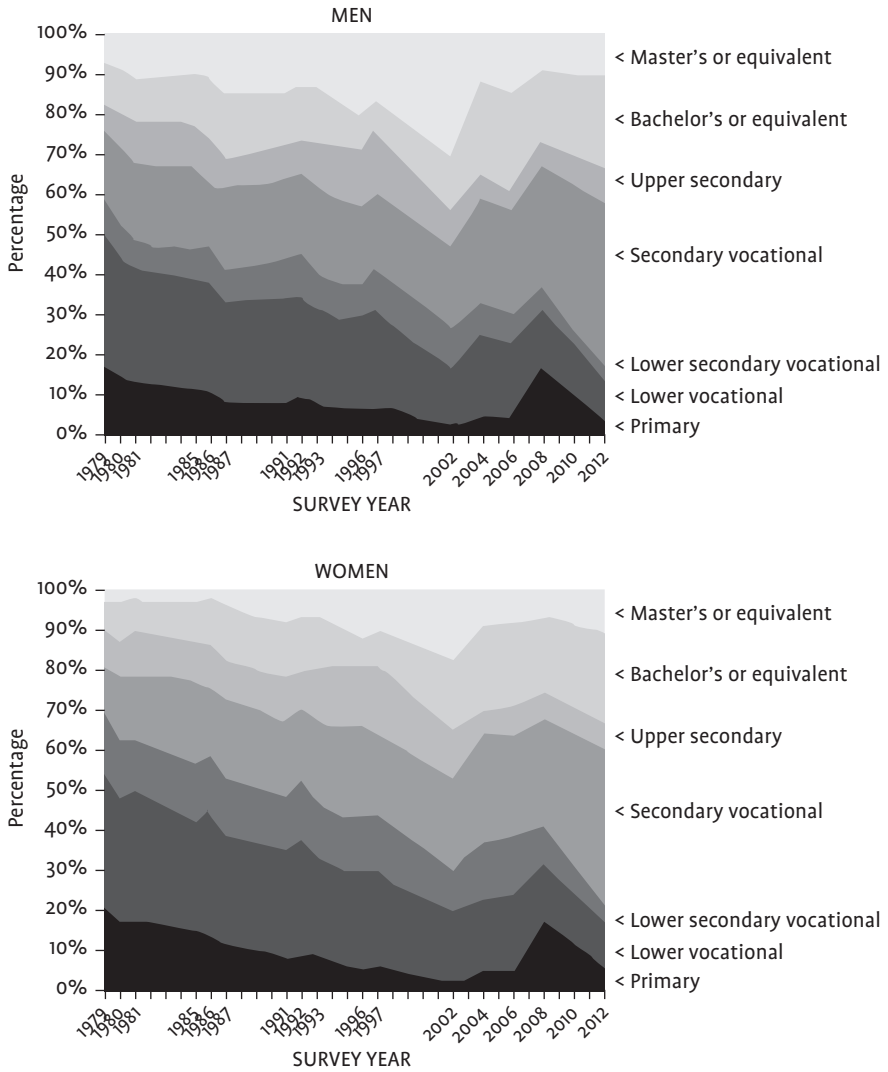 MEN
100%
90%
80%
70%
60%
50%
40%
30%
20%
10%
0%
Percentage
< Master's or equivalent
< Bachelor's or equivalent
< Upper secondary
< Secondary vocational
< Lower secondary vocational
< Lower vocational
< Primary
1979 1980 1981 1985 1986 1987 1991 1992 1993 1996 1997 2002 2004 2006 2008 2010 2012
SURVEY YEAR
WOMEN
100%
90%
80%
70%
60%
50%
40%
30%
20%
10%
0%
Percentage
< Master's or equivalent
< Bachelor's or equivalent
< Upper secondary
< Secondary vocational
< Lower secondary vocational
< Lower vocational
< Primary
1979 1980 1981 1985 1986 1987 1991 1992 1993 1996 1997 2002 2004 2006 2008 2010 2012
SURVEY YEAR